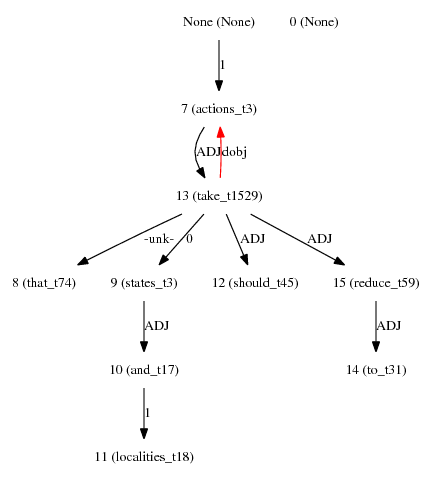 None (None) 0 (None)
1
7 (actions_t3)
ADJ dobj
13 (take_t1529)
-unk- 0 ADJ ADJ
8 (that_t74) 9 (states_t3) 12 (should_t45) 15 (reduce_t59)
ADJ ADJ
10 (and_t17) 14 (to_t31)
1
11 (localities_t18)